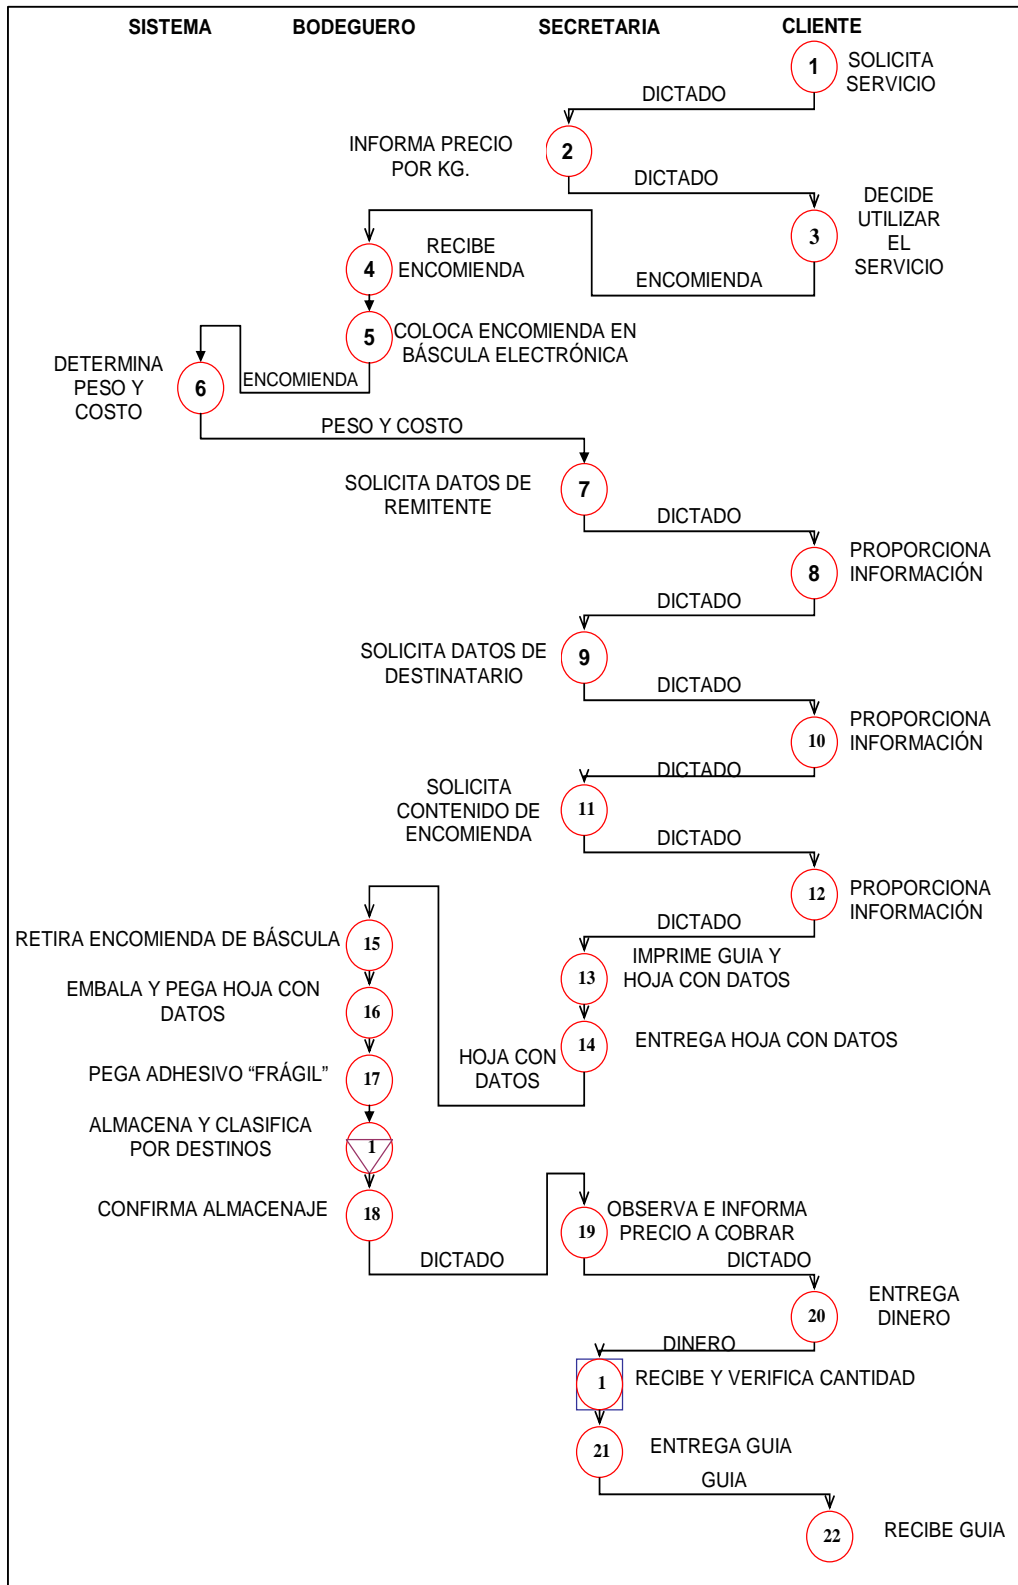 SISTEMA
BODEGUERO
SECRETARIA
CLIENTE
1
SOLICITA
SERVICIO
DICTADO
INFORMA PRECIO
POR KG.
2
DICTADO
DECIDE
UTILIZAR
EL
SERVICIO
3
RECIBE
ENCOMIENDA
4
ENCOMIENDA
5
COLOCA ENCOMIENDA EN
BÁSCULA ELECTRÓNICA
DETERMINA
PESO Y
COSTO
6
ENCOMIENDA
PESO Y COSTO
SOLICITA DATOS DE
REMITENTE
7
DICTADO
8
PROPORCIONA
INFORMACIÓN
DICTADO
SOLICITA DATOS DE
DESTINATARIO
9
DICTADO
10
PROPORCIONA
INFORMACIÓN
DICTADO
SOLICITA
CONTENIDO DE
ENCOMIENDA
11
DICTADO
12
PROPORCIONA
INFORMACIÓN
DICTADO
RETIRA ENCOMIENDA DE BÁSCULA
15
13
IMPRIME GUIA Y
HOJA CON DATOS
EMBALA Y PEGA HOJA CON
DATOS
16
14
ENTREGA HOJA CON DATOS
HOJA CON
DATOS
PEGA ADHESIVO “FRÁGIL”
17
ALMACENA Y CLASIFICA
POR DESTINOS
1
CONFIRMA ALMACENAJE
18
DICTADO
19
OBSERVA E INFORMA
PRECIO A COBRAR
DICTADO
20
ENTREGA
DINERO
DINERO
1
RECIBE Y VERIFICA CANTIDAD
21
ENTREGA GUIA
GUIA
22
RECIBE GUIA